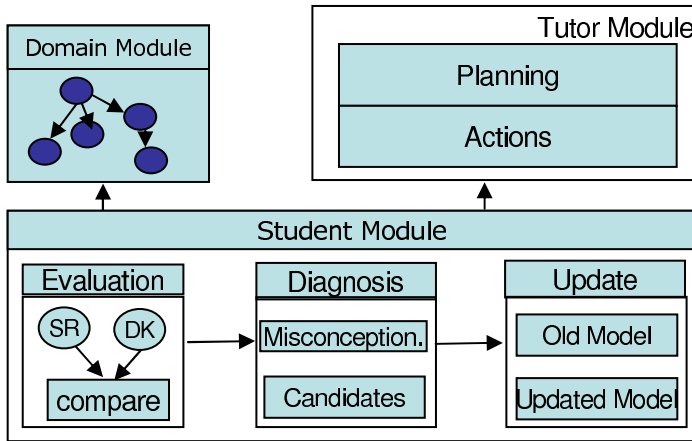 Domain Module
Tutor Module
Planning
Actions
Student Module
Evaluation
SR
DK
compare
Diagnosis
Misconception.
Candidates
Update
Old Model
Updated Model